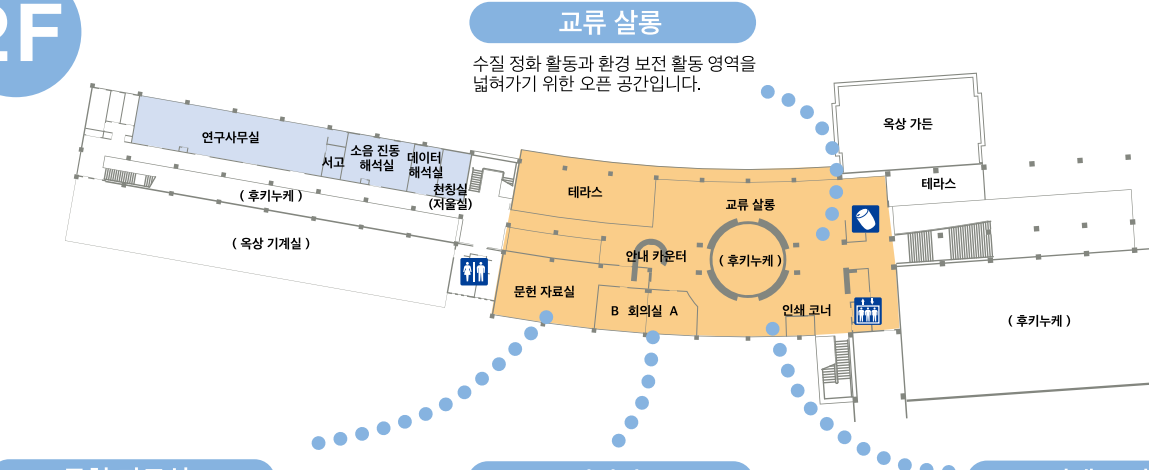 2F
교류 살롱
수질 정화 활동과 환경 보전 활동 영역을
넓혀가기 위한 오픈 공간입니다.
옥상 가든
연구사무실
서고
소음 진동
해석실
데이터
해석실
천칭실
(저울실)
( 후키누케 )
( 옥상 기계실 )
테라스
교류 살롱
테라스
안내 카운터
( 후키누케 )
문헌 자료실
B 회의실 A
인쇄 코너
( 후키누케 )